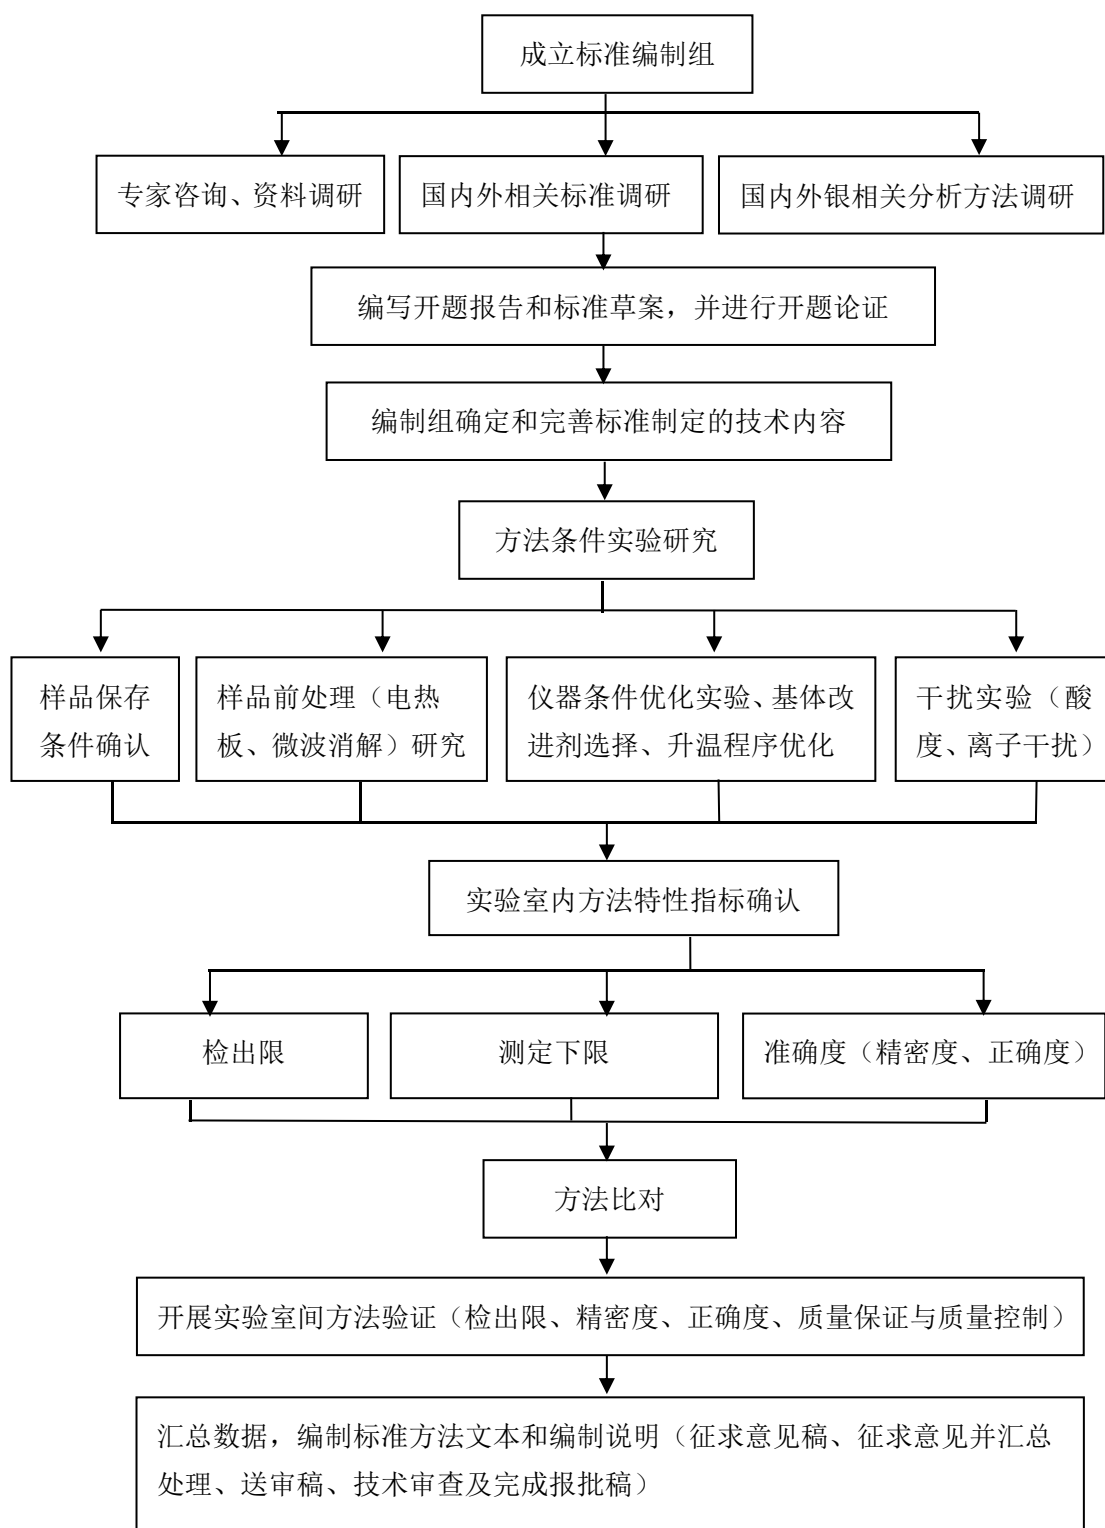 成立标准编制组
专家咨询、资料调研
国内外相关标准调研
国内外银相关分析方法调研
编写开题报告和标准草案，并进行开题论证
编制组确定和完善标准制定的技术内容
方法条件实验研究
样品保存
条件确认
样品前处理（电热
板、微波消解）研究
仪器条件优化实验、基体改
进剂选择、升温程序优化
干扰实验（酸
度、离子干扰）
实验室内方法特性指标确认
检出限
测定下限
准确度（精密度、正确度）
方法比对
开展实验室间方法验证（检出限、精密度、正确度、质量保证与质量控制）
汇总数据，编制标准方法文本和编制说明（征求意见稿、征求意见并汇总
处理、送审稿、技术审查及完成报批稿）